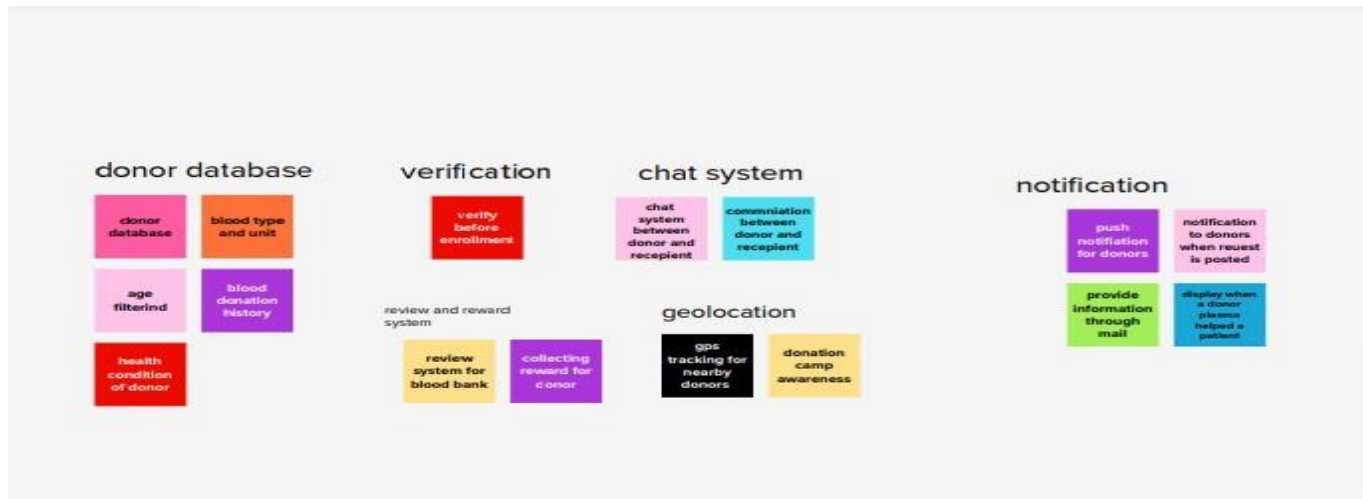 donor database
donor
database
blood type
and unit
age
filterind
blood
donation
history
health
condition
of donor
verification
verify
before
enrollment
chat system
chat
system
between
donor and
recepient
commniation
between
donor and
recepient
review and reward
system
review
system for
blood bank
collecting
reward for
donor
geolocation
gps
tracking for
nearby
donors
donation
camp
awareness
notification
push
notifiation
for donors
notification
to donors
when reuest
is posted
provide
information
through
mail
display when
a donor
plasma
helped a
patient